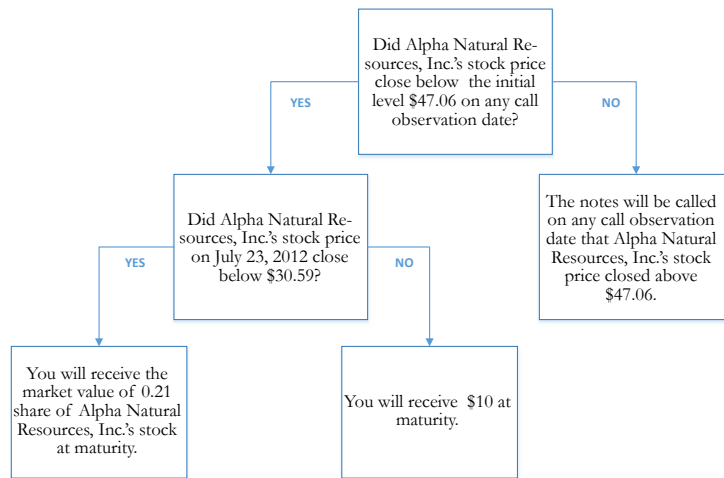 Did Alpha Natural Re-
sources, Inc.'s stock price
close below the initial
level $47.06 on any call
observation date?
YES
NO
Did Alpha Natural Re-
sources, Inc.'s stock price
on July 23, 2012 close
below $30.59?
The notes will be called
on any call observation
date that Alpha Natural
Resources, Inc.'s stock
price closed above
$47.06.
YES
NO
You will receive the
market value of 0.21
share of Alpha Natural
Resources, Inc.'s stock
at maturity.
You will receive $10 at
maturity.